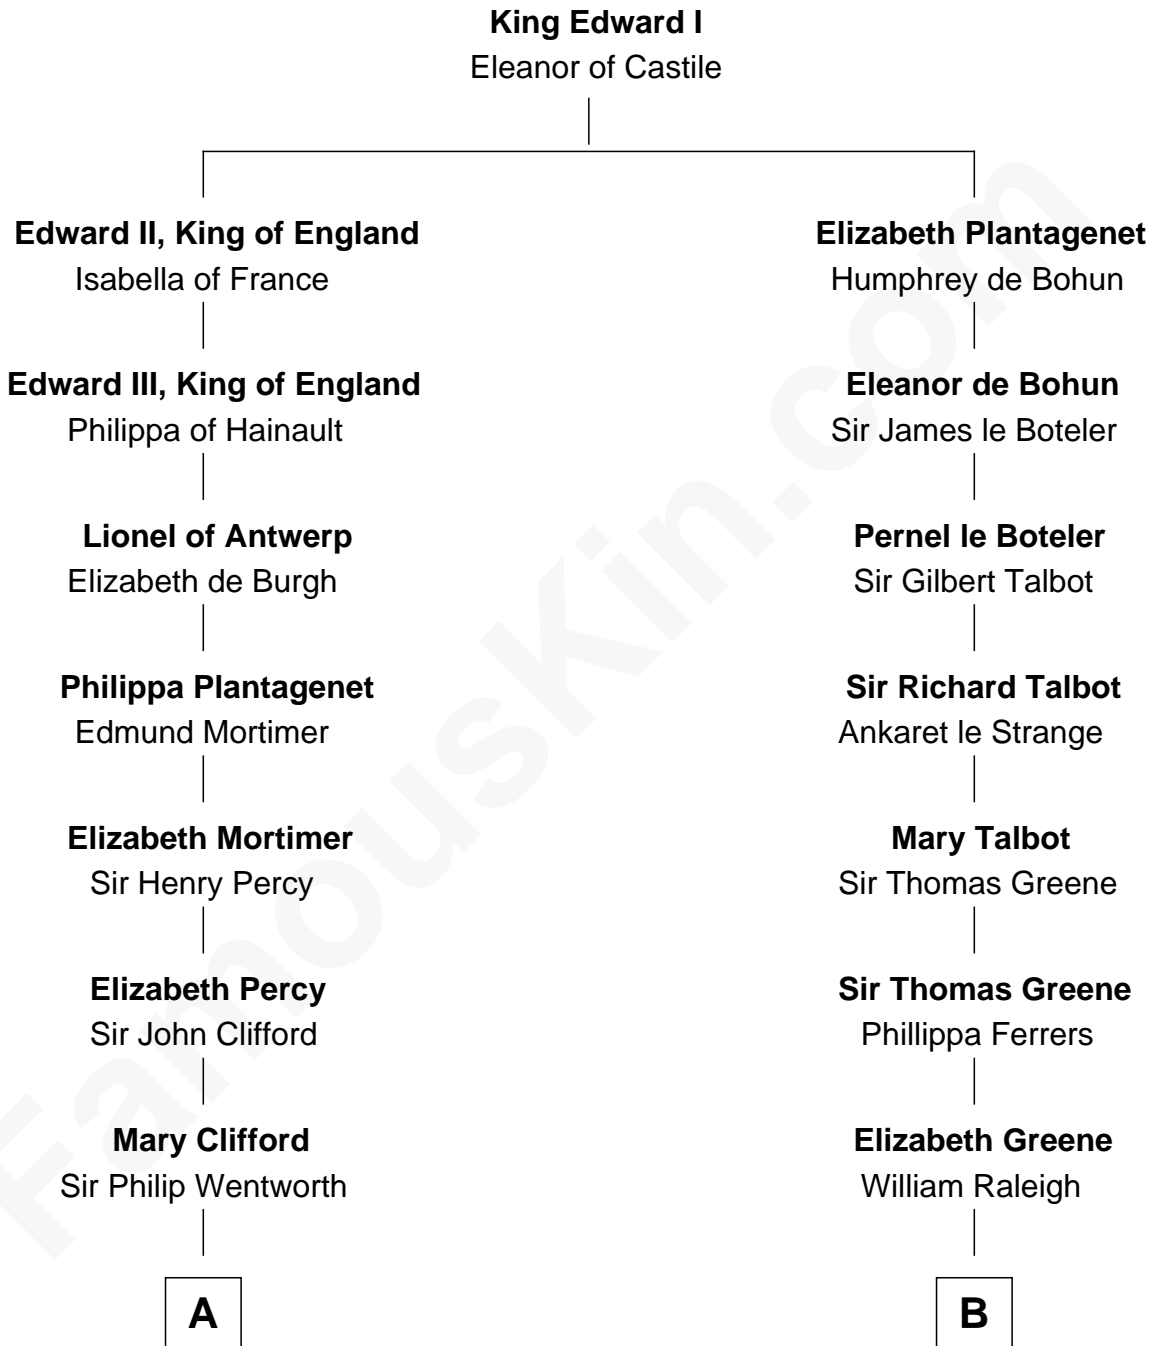 King Edward I
Eleanor of Castile
Edward II, King of England
Isabella of France
Edward III, King of England
Philippa of Hainault
Lionel of Antwerp
Elizabeth de Burgh
Philippa Plantagenet
Edmund Mortimer
Elizabeth Mortimer
Sir Henry Percy
Elizabeth Percy
Sir John Clifford
Mary Clifford
Sir Philip Wentworth
A
Elizabeth Plantagenet
Humphrey de Bohun
Eleanor de Bohun
Sir James le Boteler
Pernel le Boteler
Sir Gilbert Talbot
Sir Richard Talbot
Ankaret le Strange
Mary Talbot
Sir Thomas Greene
Sir Thomas Greene
Phillippa Ferrers
Elizabeth Greene
William Raleigh
B
FamousKin.com